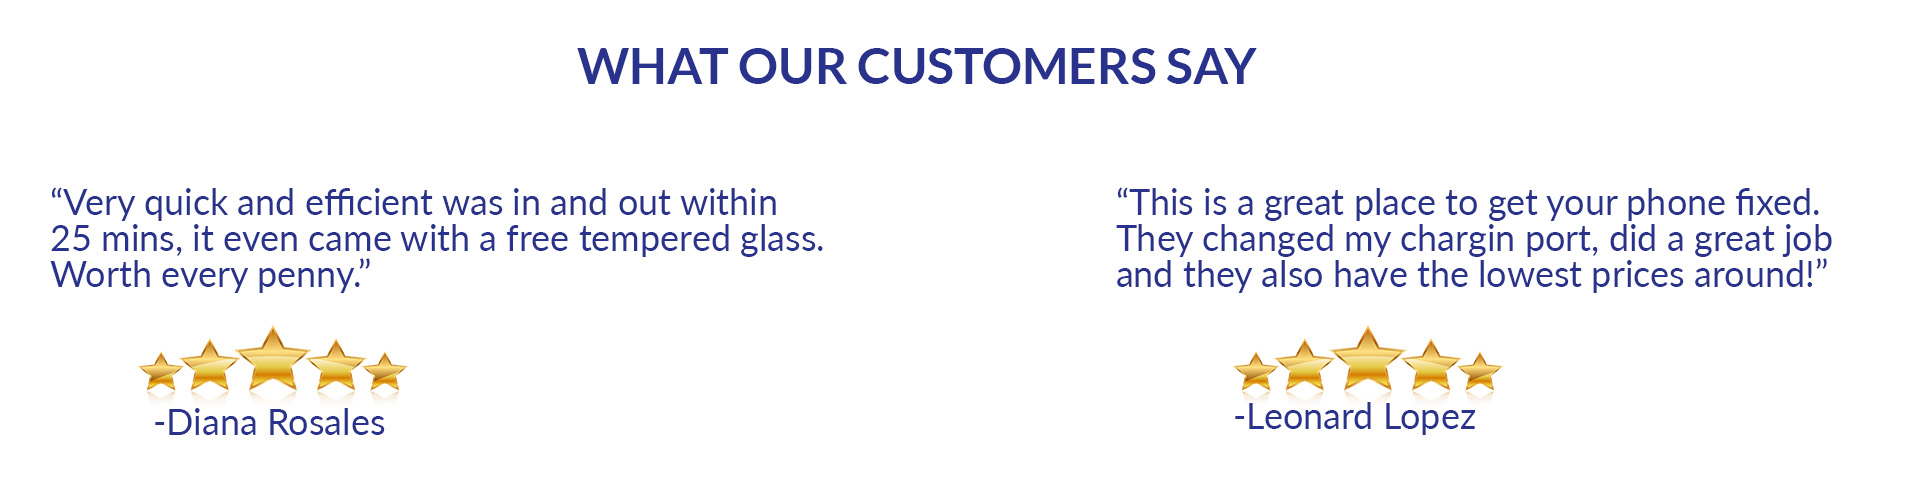 WHAT OUR CUSTOMERS SAY
“Very quick and efficient was in and out within
25 mins, it even came with a free tempered glass.
Worth every penny.”
-Diana Rosales
“This is a great place to get your phone fixed.
They changed my chargin port, did a great job
and they also have the lowest prices around!”
-Leonard Lopez